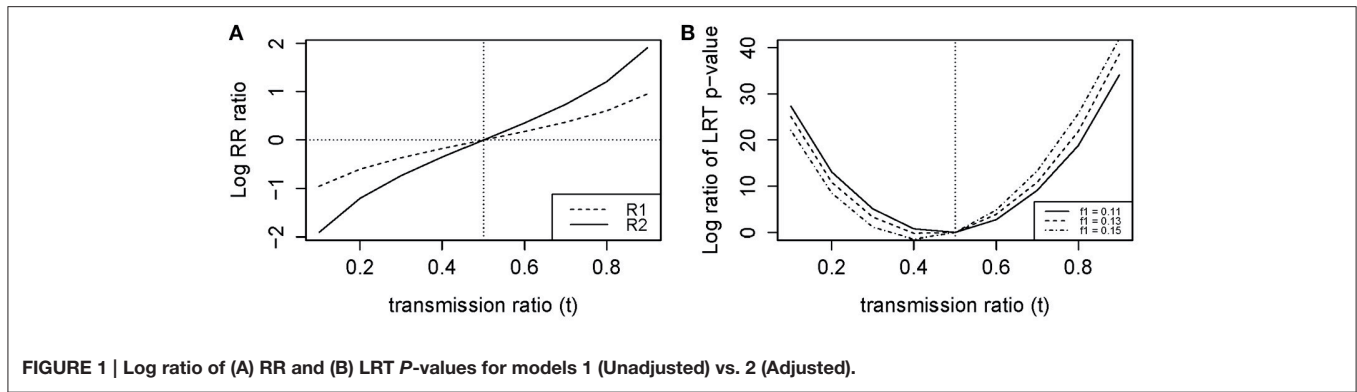 A
Log RR ratio
2
1
0
−1
−2
0.2 0.4 0.6 0.8
transmission ratio (t)
R1
R2
B
Log ratio of LRT p-value
40
30
20
10
0
0.2 0.4 0.6 0.8
transmission ratio (t)
f1 = 0.11
f1 = 0.13
f1 = 0.15
FIGURE 1 | Log ratio of (A) RR and (B) LRT P-values for models 1 (Unadjusted) vs. 2 (Adjusted).